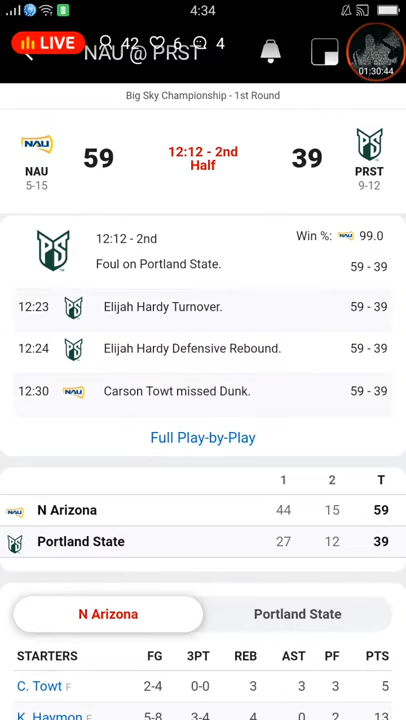 4:34
LIVE 42 6 4
NAU @ PRST
01:30:44
Big Sky Championship - 1st Round
NAU 59 12:12 - 2nd Half 39 PRST
5-15 9-12
12:12 - 2nd Win %: NAU 99.0
Foul on Portland State. 59 - 39
12:23 Elijah Hardy Turnover. 59 - 39
12:24 Elijah Hardy Defensive Rebound. 59 - 39
12:30 NAU Carson Towt missed Dunk. 59 - 39
Full Play-by-Play
1 2 T
NAU N Arizona 44 15 59
Portland State 27 12 39
N Arizona Portland State
STARTERS FG 3PT REB AST PF PTS
C. Towt F 2-4 0-0 3 3 3 5
K. Haymon F 5-8 3-4 4 0 2 13